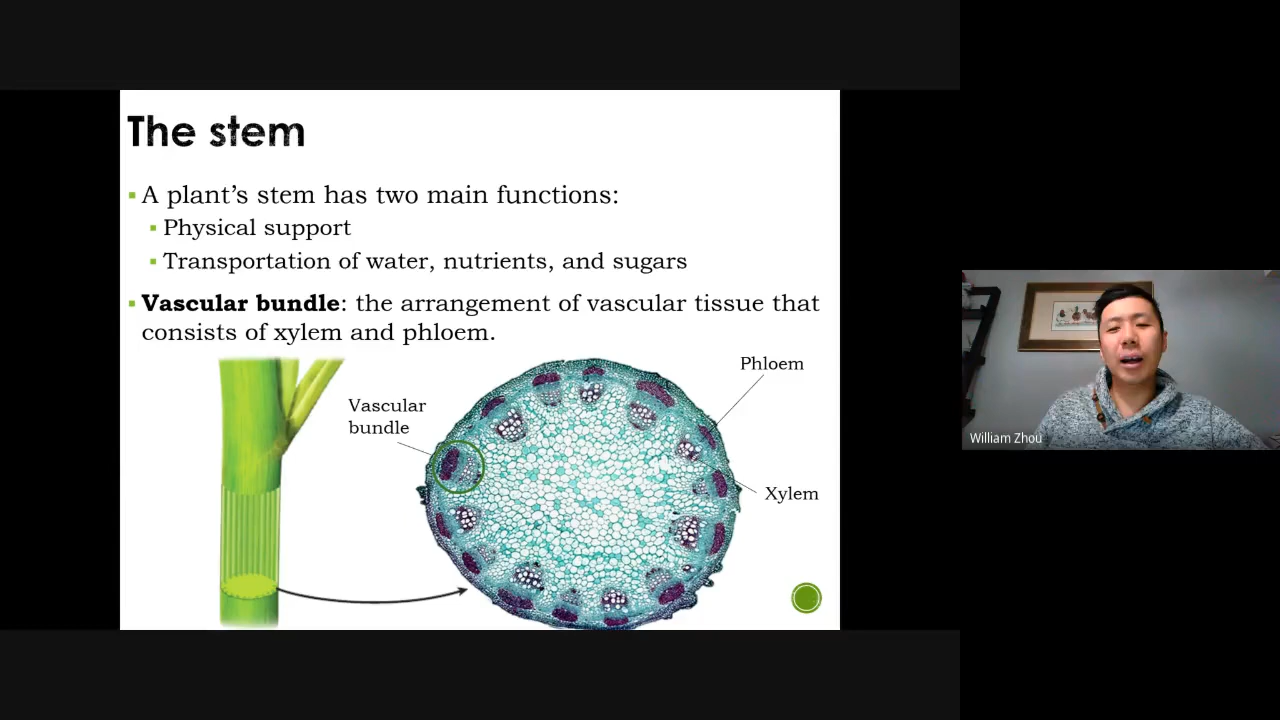 The stem
A plant's stem has two main functions:
Physical support
Transportation of water, nutrients, and sugars
Vascular bundle: the arrangement of vascular tissue that
consists of xylem and phloem.
Phloem
Vascular
bundle
Xylem
William Zhou